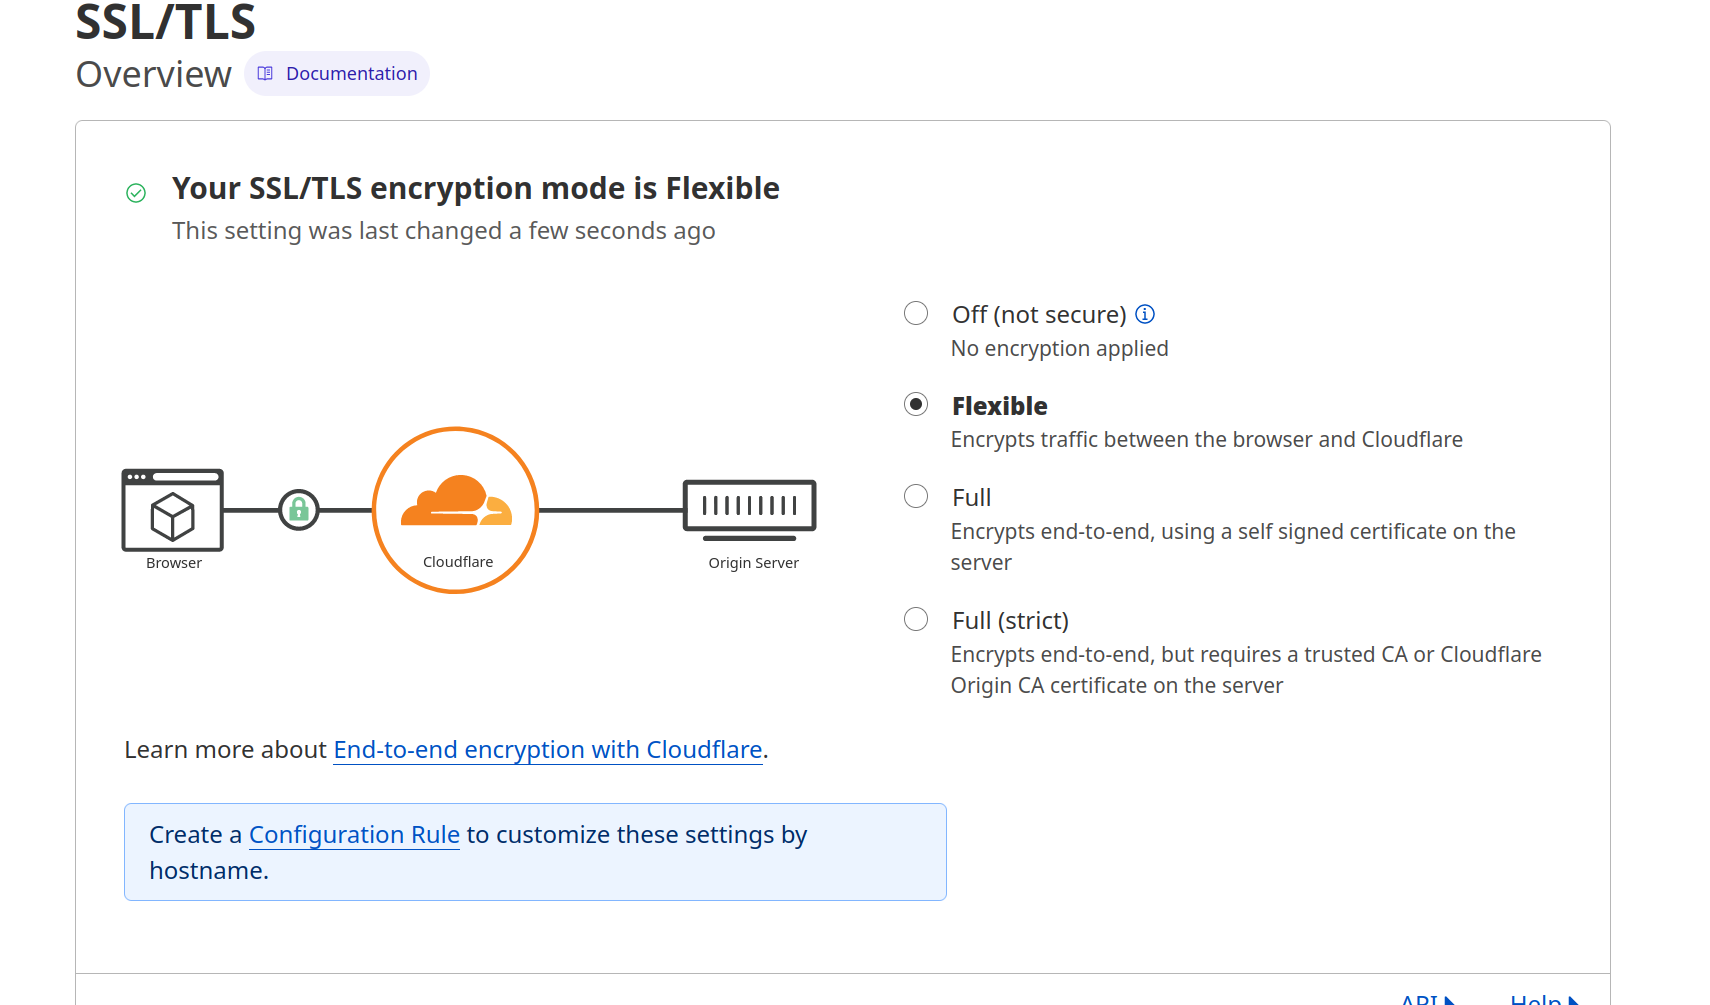 SSL/TLS
Overview
Documentation
Your SSL/TLS encryption mode is Flexible
This setting was last changed a few seconds ago
Browser
Cloudflare
Origin Server
Off (not secure)
No encryption applied
Flexible
Encrypts traffic between the browser and Cloudflare
Full
Encrypts end-to-end, using a self signed certificate on the
server
Full (strict)
Encrypts end-to-end, but requires a trusted CA or Cloudflare
Origin CA certificate on the server
Learn more about End-to-end encryption with Cloudflare.
Create a Configuration Rule to customize these settings by
hostname.
API
Help